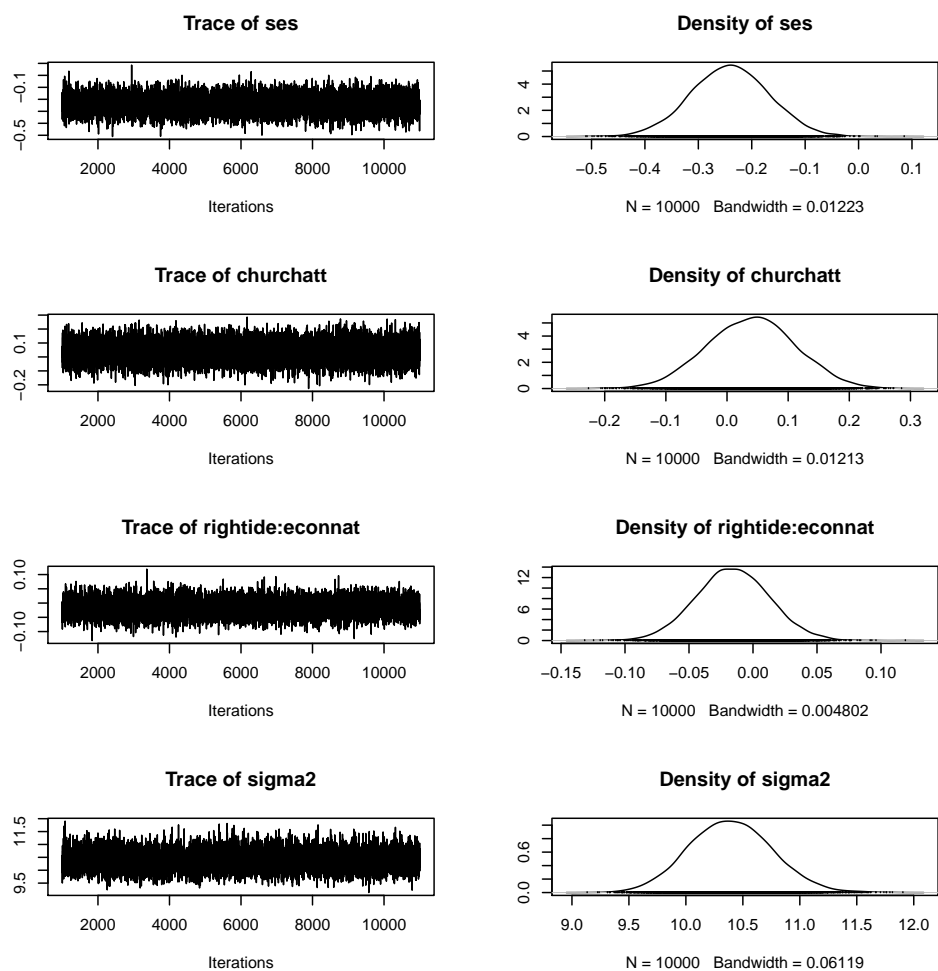 Trace of ses
Density of ses
−0.5 −0.1
0 2 4
2000 4000 6000 8000 10000
−0.5 −0.4 −0.3 −0.2 −0.1 0.0 0.1
Iterations
N = 10000 Bandwidth = 0.01223
Trace of churchatt
Density of churchatt
−0.2 0.1
0 2 4
2000 4000 6000 8000 10000
−0.2 −0.1 0.0 0.1 0.2 0.3
Iterations
N = 10000 Bandwidth = 0.01213
Trace of rightide:econnat
Density of rightide:econnat
−0.10 0.10
0 6 12
2000 4000 6000 8000 10000
−0.15 −0.10 −0.05 0.00 0.05 0.10
Iterations
N = 10000 Bandwidth = 0.004802
Trace of sigma2
Density of sigma2
9.5 11.5
0.0 0.6
2000 4000 6000 8000 10000
9.0 9.5 10.0 10.5 11.0 11.5 12.0
Iterations
N = 10000 Bandwidth = 0.06119